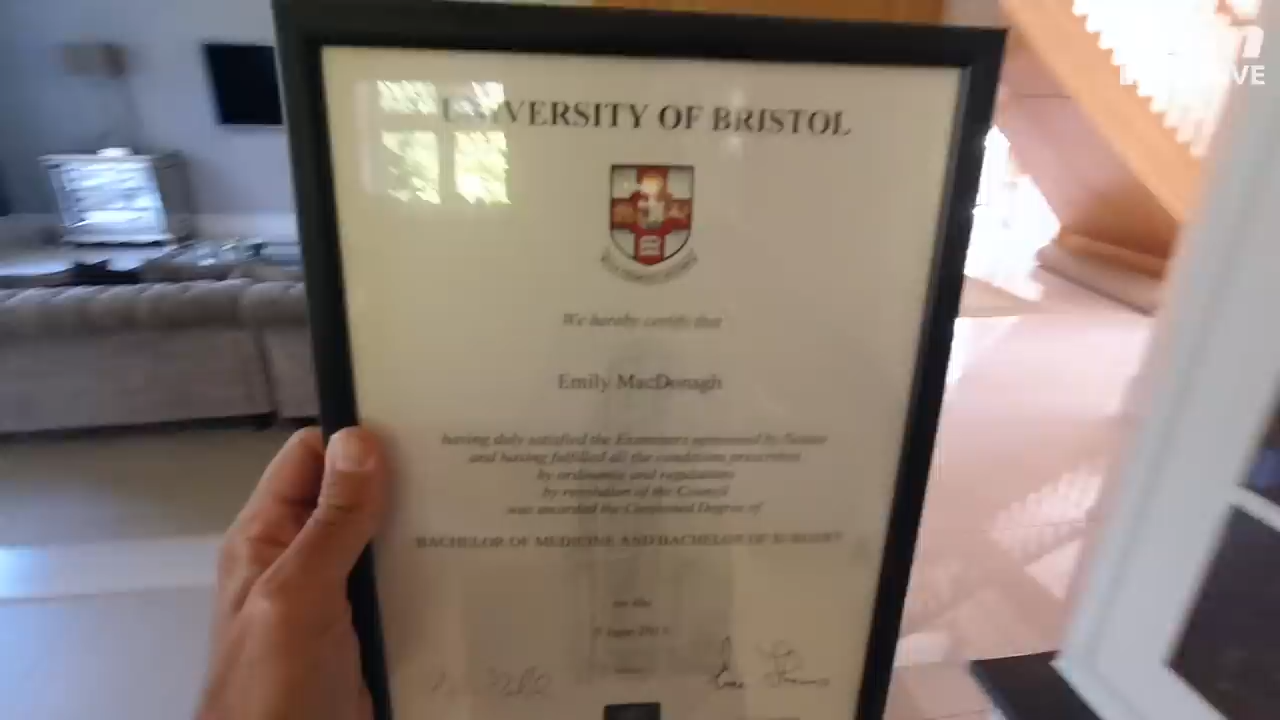 UNIVERSITY OF BRISTOL
We hereby certify that
Emily MacDonagh
having duly satisfied the Examiners appointed by Senate
and having fulfilled all the conditions prescribed
by ordinance and regulations
by resolution of the Council
was awarded the Combined Degree of
BACHELOR OF MEDICINE AND BACHELOR OF SURGERY
on the
June